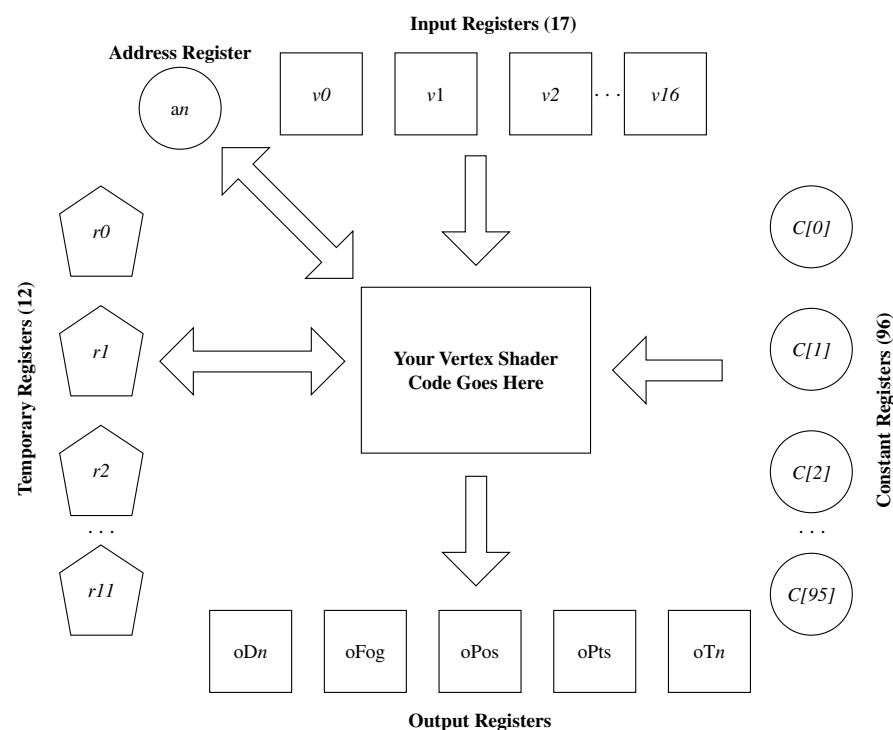 Input Registers (17)
Address Register
an
v0
v1
v2
. . .
v16
Temporary Registers (12)
r0
r1
r2
. . .
r11
Your Vertex Shader
Code Goes Here
Constant Registers (96)
C[0]
C[1]
C[2]
. . .
C[95]
oDn
oFog
oPos
oPts
oTn
Output Registers